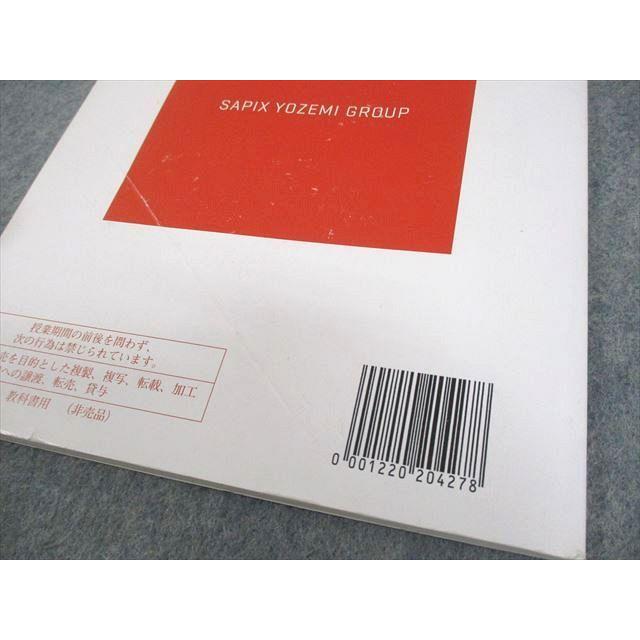 SAPIX YOZEMI GROUP
授業期間の前後を問わず、
次の行為は禁じられています。
売を目的とした複製、複写、転載、加工
への譲渡、転売、貸与
教科書用 (非売品)
0 001220 204278